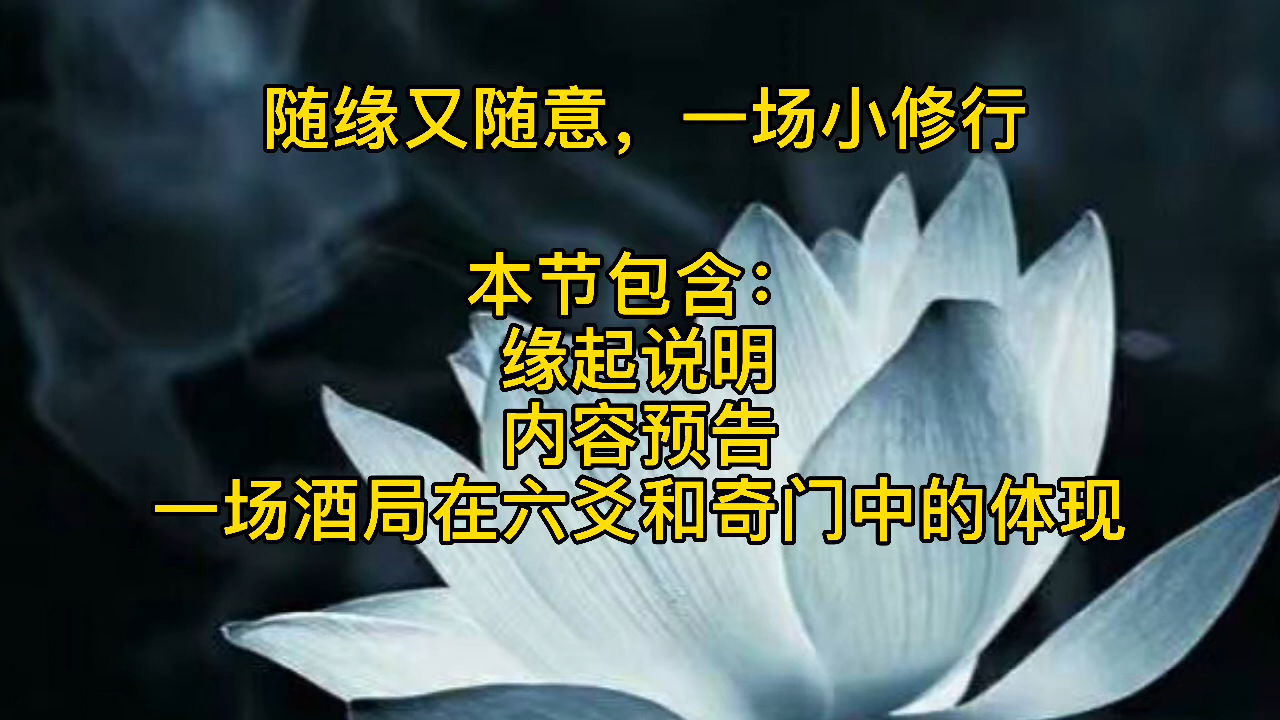 随缘又随意，一场小修行
本节包含：
缘起说明
内容预告
一场酒局在六爻和奇门中的体现